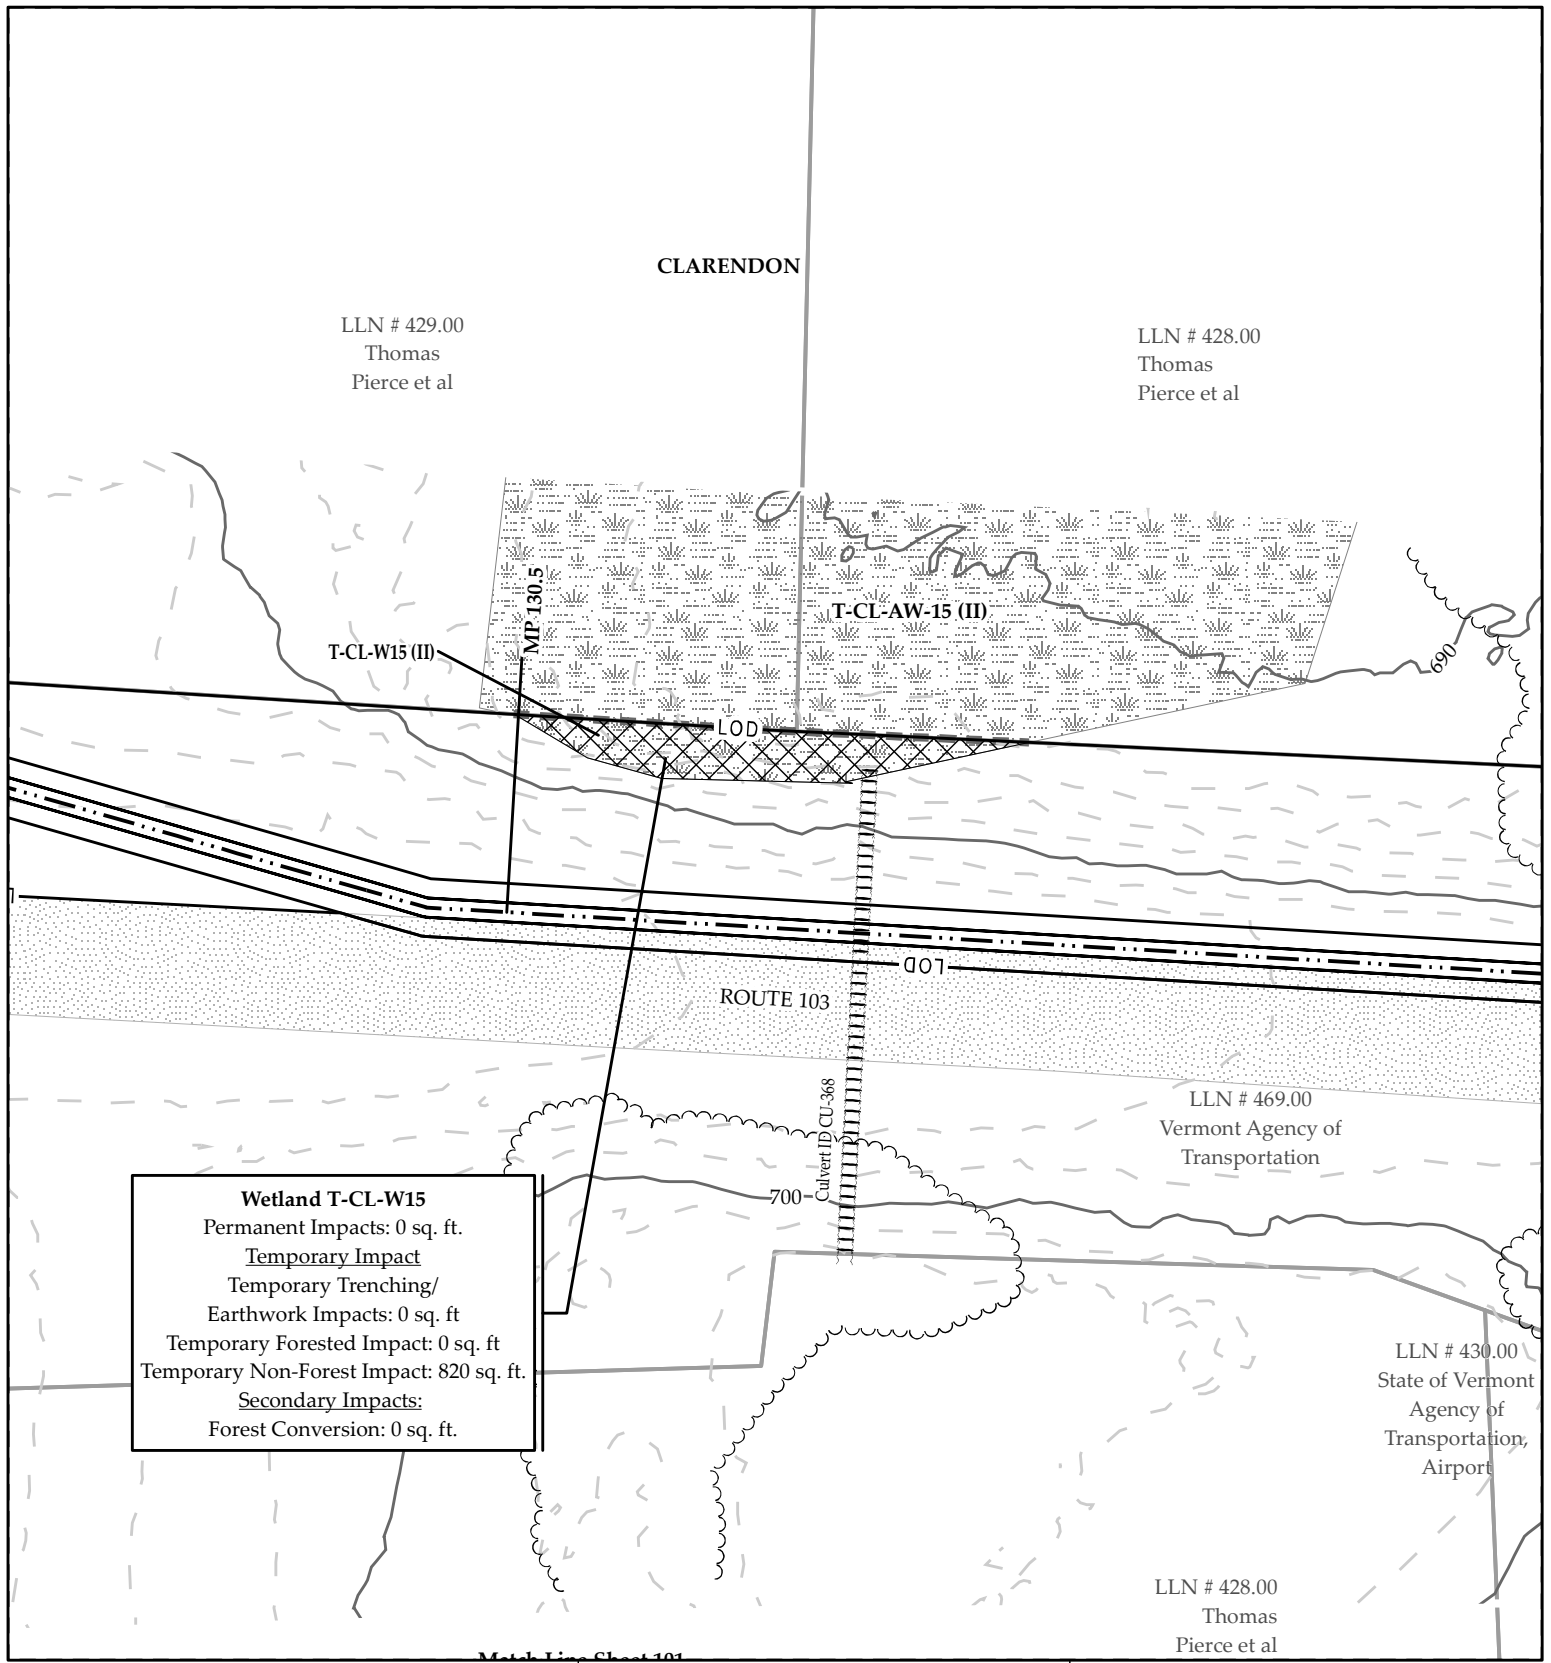 CLARENDON
LLN # 429.00
Thomas
Pierce et al
LLN # 428.00
Thomas
Pierce et al
MP 130.5
T-CL-AW-15 (II)
T-CL-W15 (II)
690
LOD
LOD
ROUTE 103
Culvert ID CU-368
LLN # 469.00
Vermont Agency of
Transportation
700
Wetland T-CL-W15
Permanent Impacts: 0 sq. ft.
Temporary Impact
Temporary Trenching/
Earthwork Impacts: 0 sq. ft
Temporary Forested Impact: 0 sq. ft
Temporary Non-Forest Impact: 820 sq. ft.
Secondary Impacts:
Forest Conversion: 0 sq. ft.
LLN # 430.00
State of Vermont
Agency of
Transportation,
Airport
LLN # 428.00
Thomas
Pierce et al
Match Line Sheet 101